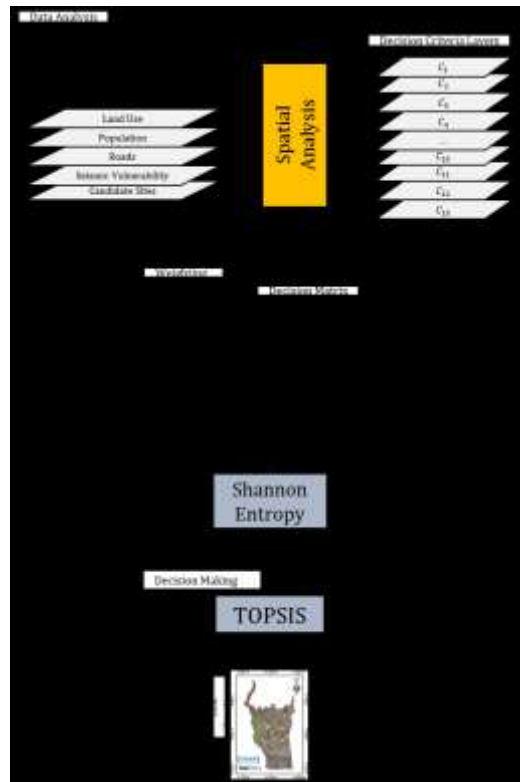 Data Analysis
Decision Criteria Layers
Land Use
Population
Roads
Seismic Vulnerability
Candidate Sites
Spatial
Analysis
C₁
C₂
C₃
C₄
...
C₁₀
C₁₁
C₁₂
C₁₃
Weighting
Decision Matrix
Shannon
Entropy
Decision Making
TOPSIS